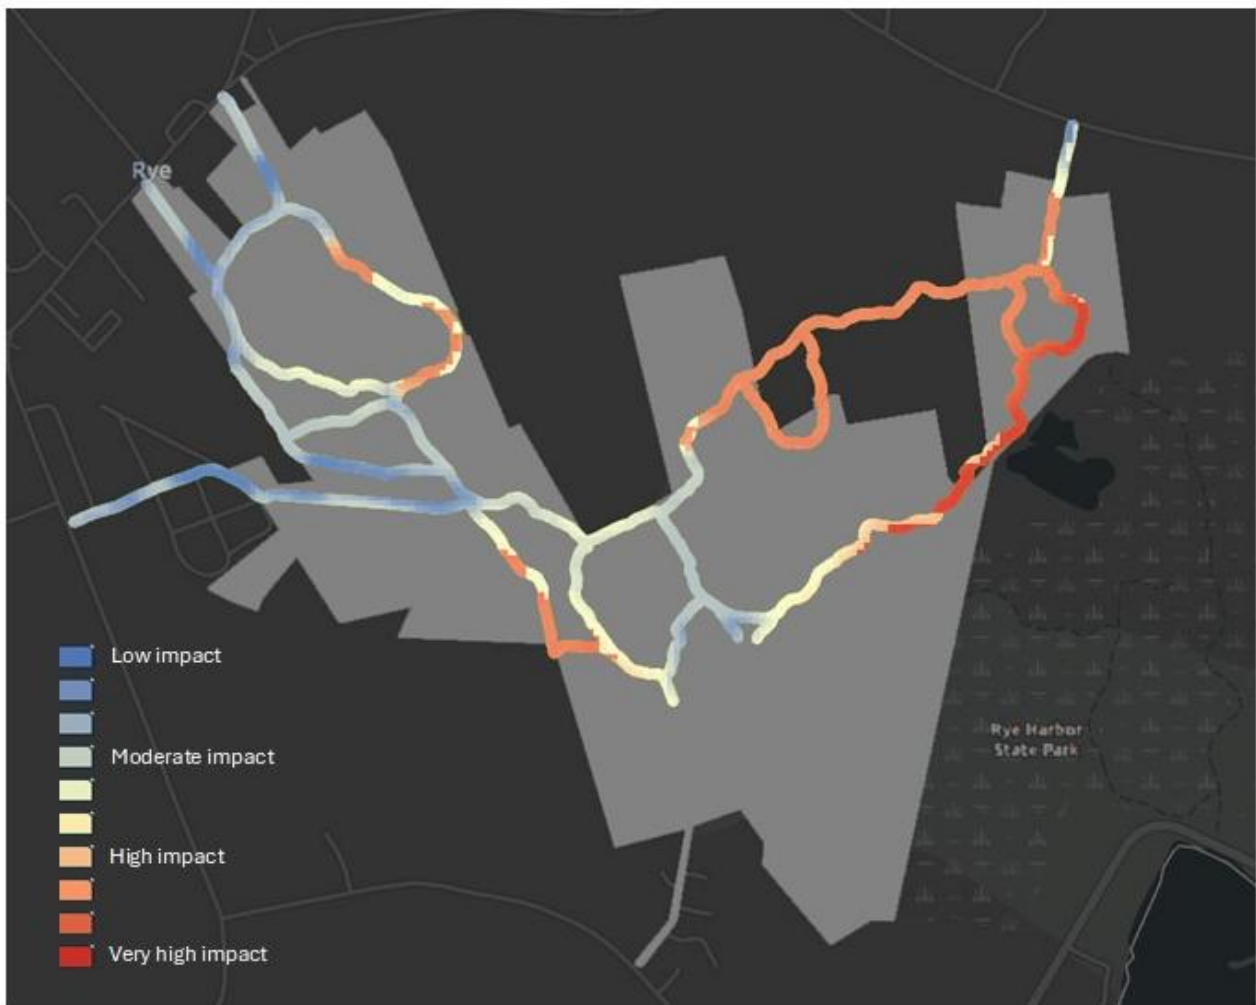 Rye
Low impact
Moderate impact
High impact
Very high impact
Rye Harbor
State Park